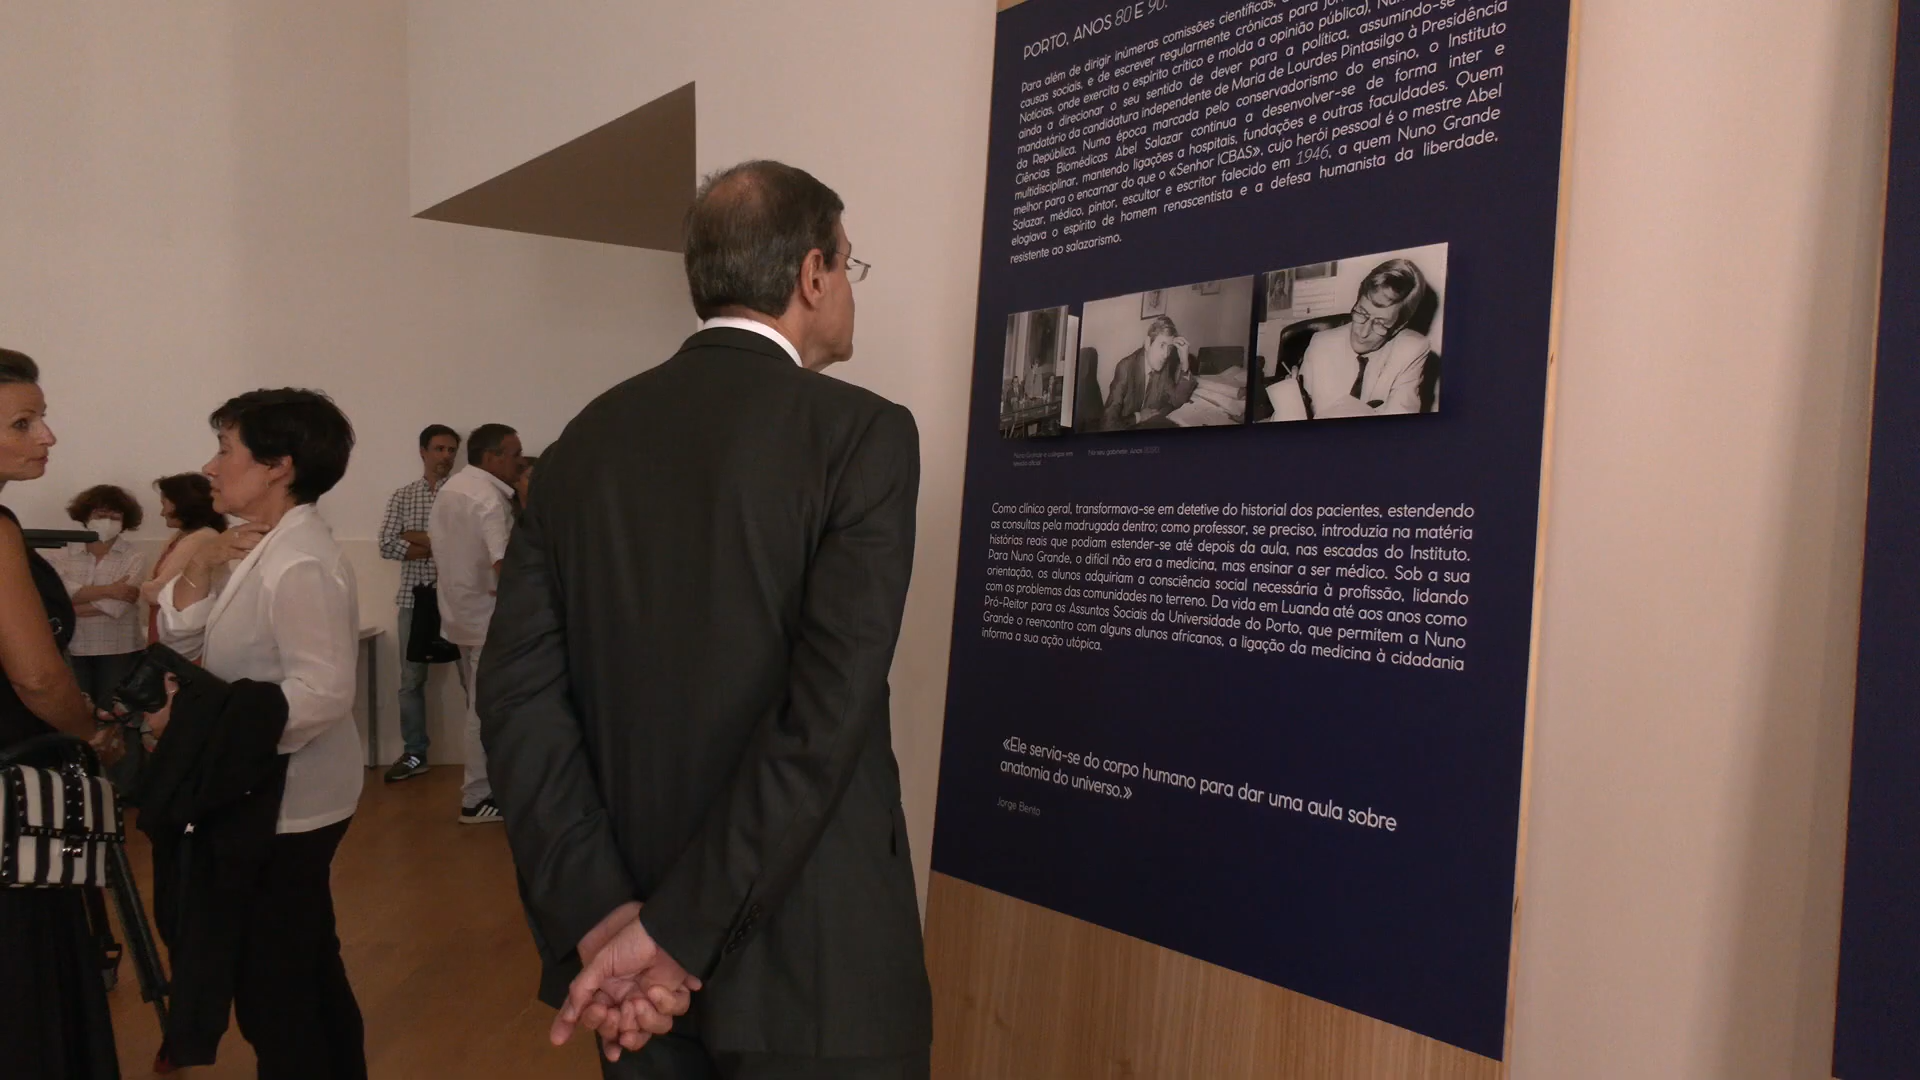 PORTO, ANOS 80 E 90.
Para além de dirigir inúmeras comissões científicas,
causas sociais, e de escrever regularmente crónicas para
Notícias, onde exercita o espírito crítico e molda a opinião pública),
ainda a direcionar o seu sentido de dever para a política, assumindo-se
mandatário da candidatura independente de Maria de Lourdes Pintasilgo à Presidência
da República. Numa época marcada pelo conservadorismo do ensino, o Instituto
Ciências Biomédicas Abel Salazar continua a desenvolver-se de forma inter e
multidisciplinar, mantendo ligações a hospitais, fundações e outras faculdades. Quem
melhor para o encarnar do que o «Senhor ICBAS», cujo herói pessoal é o mestre Abel
Salazar, médico, pintor, escultor e escritor falecido em 1946, a quem Nuno Grande
elogiava o espírito de homem renascentista e a defesa humanista da liberdade,
resistente ao salazarismo.
Nuno Grande e colegas em
No seu gabinete. Anos
Como clínico geral, transformava-se em detetive do historial dos pacientes, estendendo
as consultas pela madrugada dentro; como professor, se preciso, introduzia na matéria
histórias reais que podiam estender-se até depois da aula, nas escadas do Instituto.
Para Nuno Grande, o difícil não era a medicina, mas ensinar a ser médico. Sob a sua
orientação, os alunos adquiriam a consciência social necessária à profissão, lidando
com os problemas das comunidades no terreno. Da vida em Luanda até aos anos como
Pró-Reitor para os Assuntos Sociais da Universidade do Porto, que permitem a Nuno
Grande o reencontro com alguns alunos africanos, a ligação da medicina à cidadania
informa a sua ação utópica.
«Ele servia-se do corpo humano para dar uma aula sobre
anatomia do universo.»
Jorge Bento